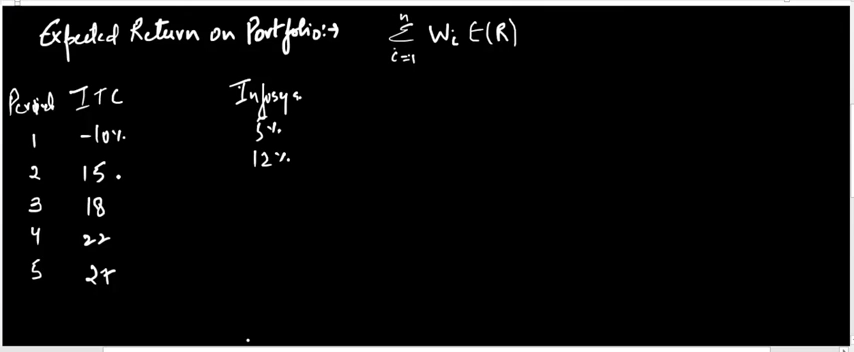 Expected Return on Portfolio:→ n∑i=1 Wi E(R)
Period ITC Infosys
1 -10% 5%
2 15. 12%
3 18
4 22
5 27